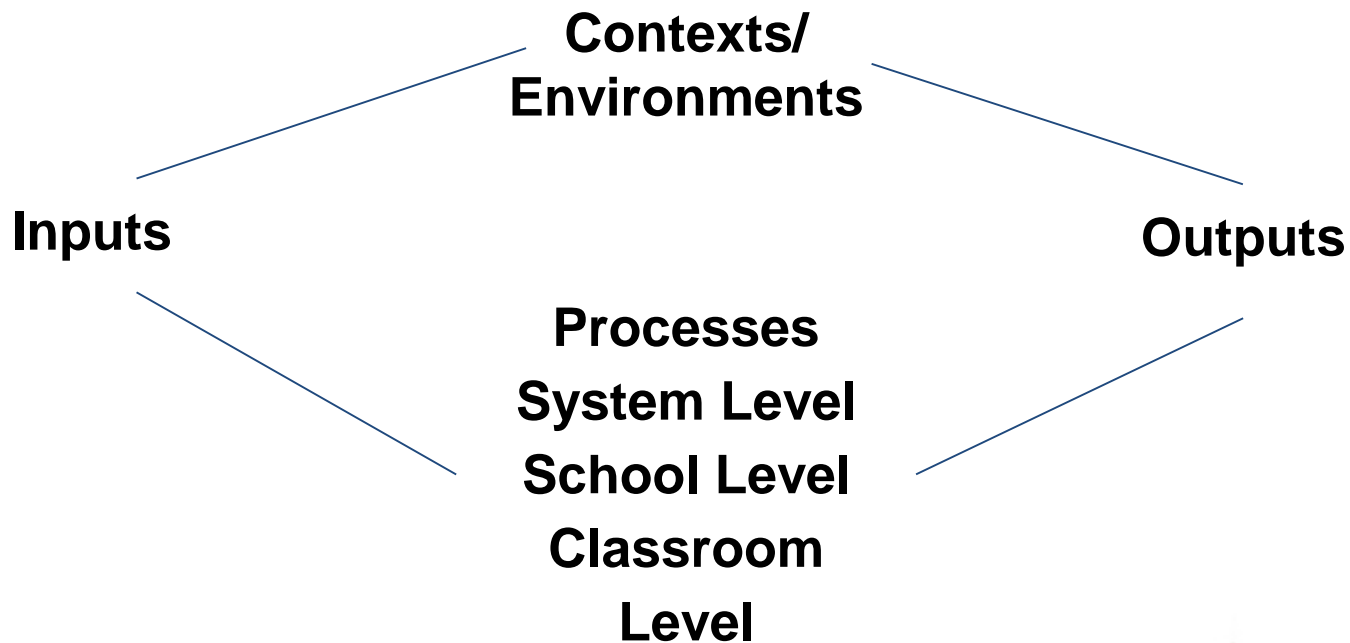 Contexts/
Environments
Inputs
Outputs
Processes
System Level
School Level
Classroom
Level